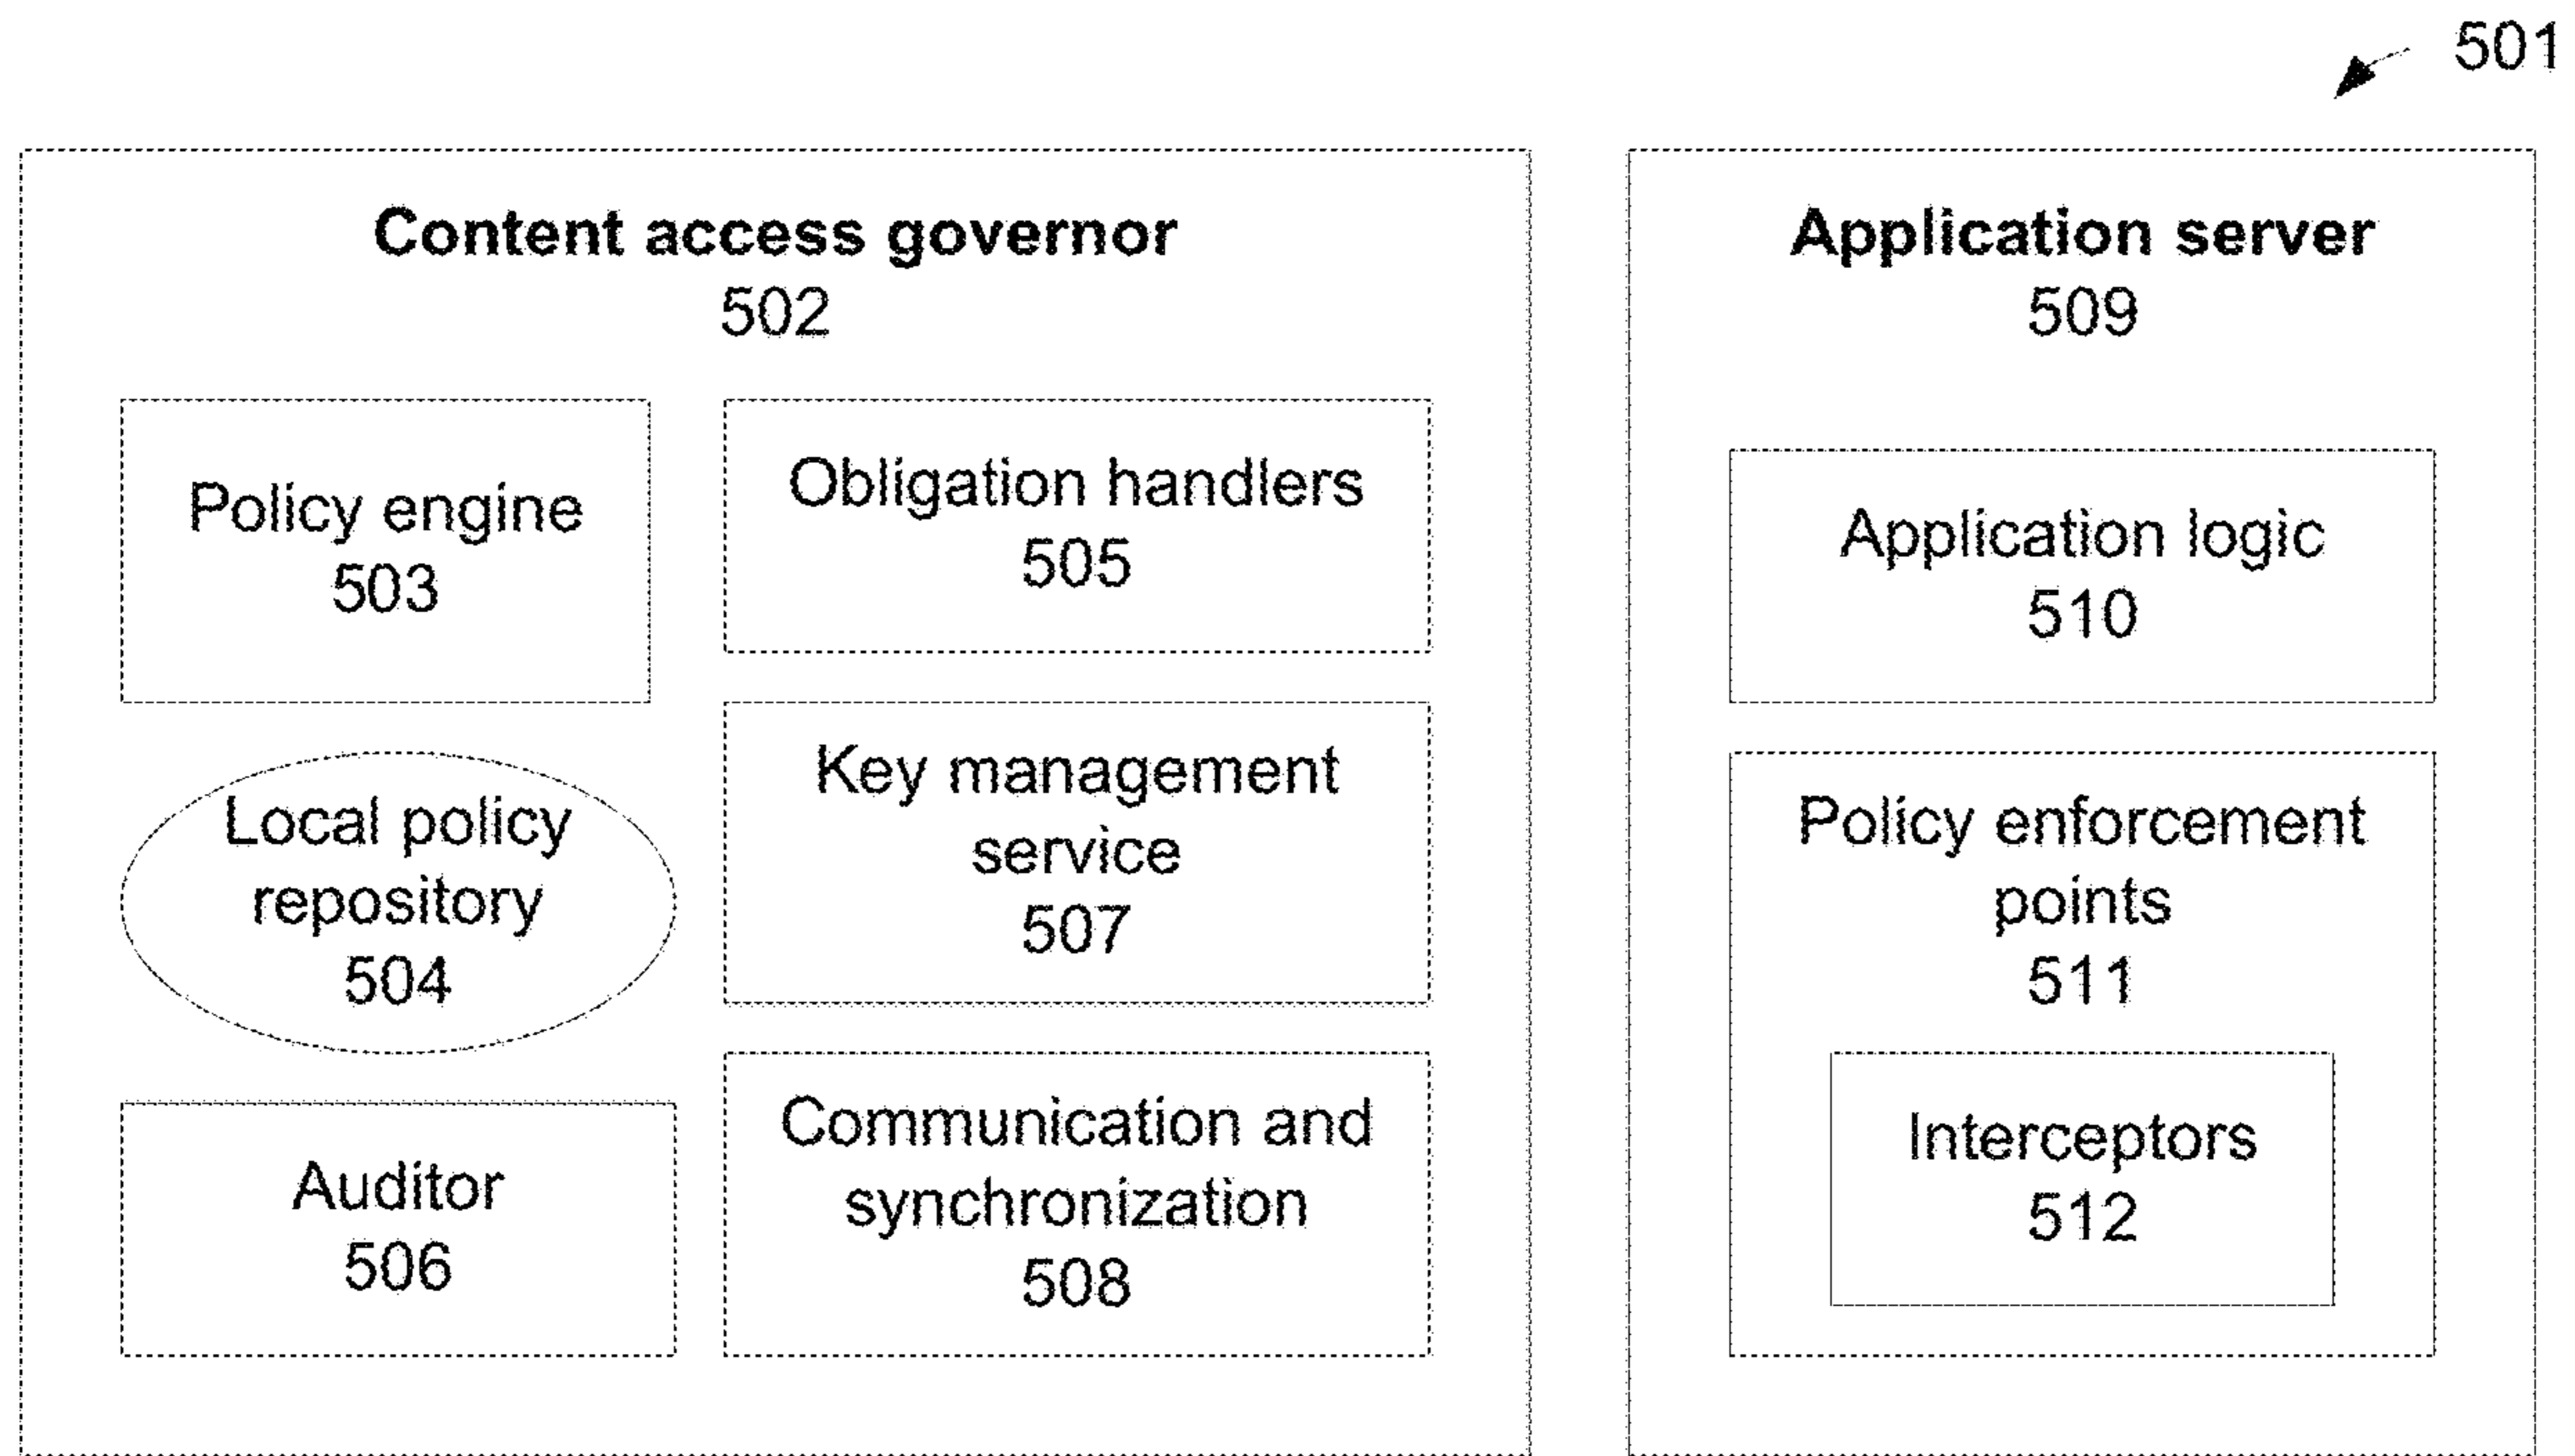 501
Content access governor
502
Policy engine
503
Obligation handlers
505
Local policy
repository
504
Key management
service
507
Auditor
506
Communication and
synchronization
508
Application server
509
Application logic
510
Policy enforcement
points
511
Interceptors
512